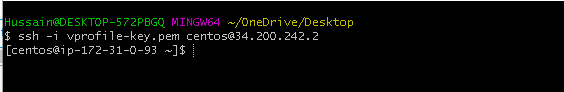 Hussain@DESKTOP-572PBGQ MINGW64 ~/OneDrive/Desktop
$ ssh -i vprofile-key.pem centos@34.200.242.2
[centos@ip-172-31-0-93 ~]$